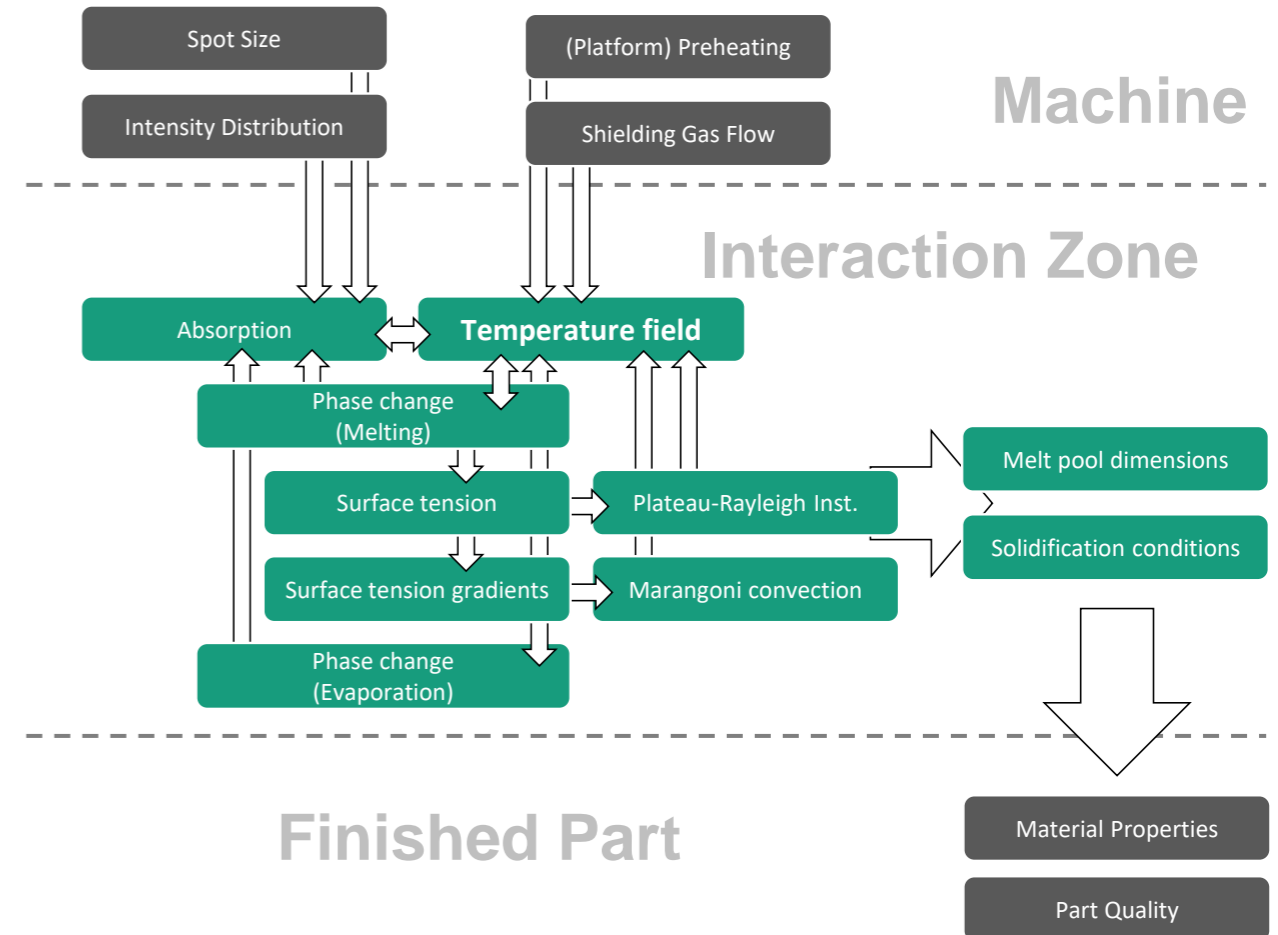 Spot Size
(Platform) Preheating
Machine
Intensity Distribution
Shielding Gas Flow
Interaction Zone
Absorption
Temperature field
Phase change
(Melting)
Melt pool dimensions
Surface tension
Plateau-Rayleigh Inst.
Solidification conditions
Surface tension gradients
Marangoni convection
Phase change
(Evaporation)
Finished Part
Material Properties
Part Quality